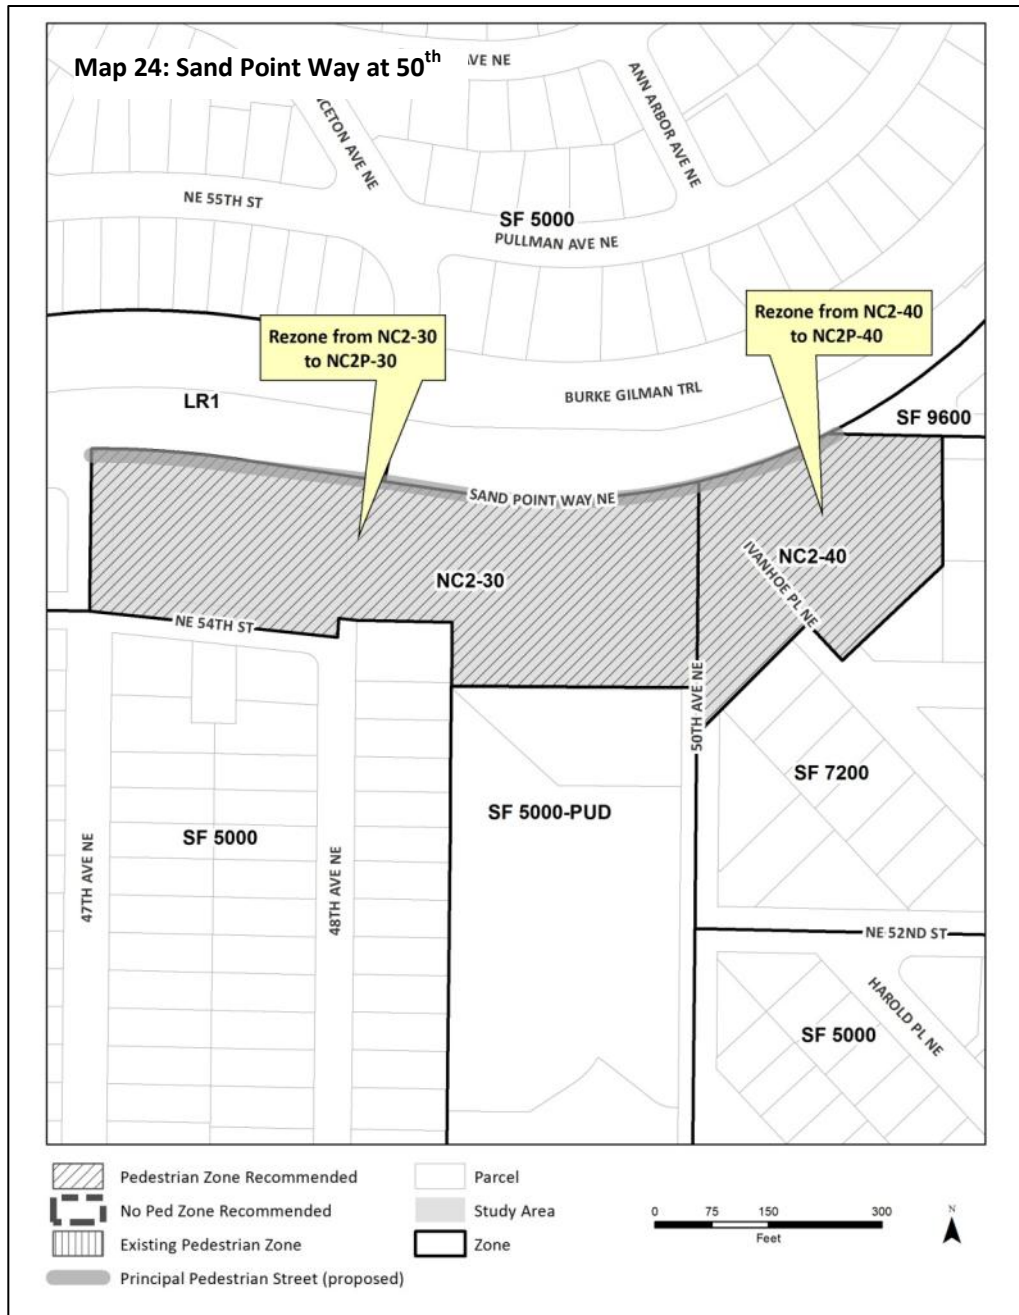 Map 24: Sand Point Way at 50th
AVE NE
ANN ARBOR AVE NE
CETON AVE NE
NE 55TH ST
SF 5000
PULLMAN AVE NE
Rezone from NC2-30
to NC2P-30
Rezone from NC2-40
to NC2P-40
BURKE GILMAN TRL
LR1
SF 9600
SAND POINT WAY NE
NC2-30
NC2-40
IVANHOE PL NE
NE 54TH ST
50TH AVE NE
SF 7200
SF 5000-PUD
SF 5000
47TH AVE NE
48TH AVE NE
NE 52ND ST
HAROLD PL NE
SF 5000
Pedestrian Zone Recommended
No Ped Zone Recommended
Existing Pedestrian Zone
Principal Pedestrian Street (proposed)
Parcel
Study Area
Zone
0 75 150 300
Feet
N